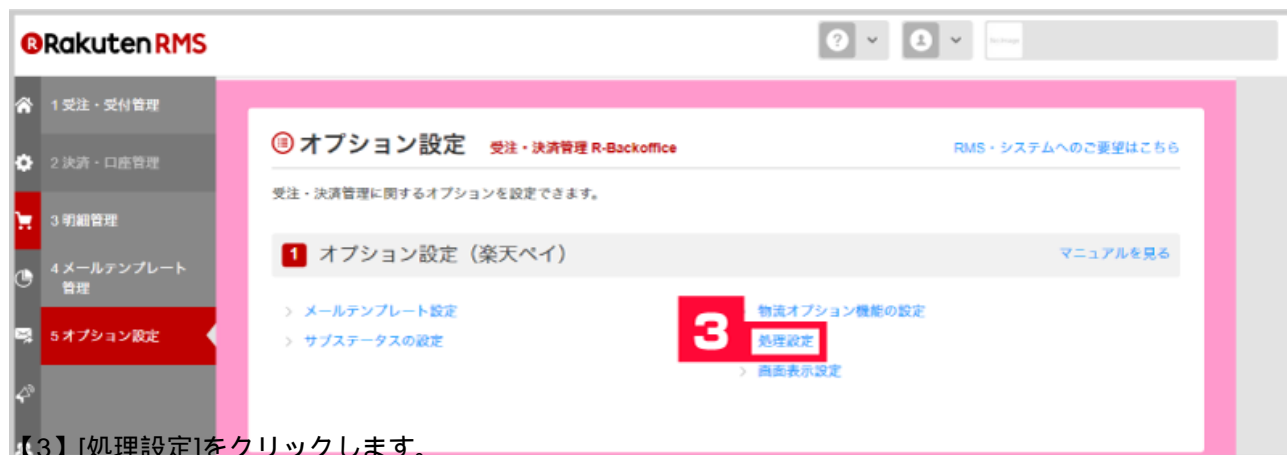 Rakuten RMS
1 受注・受付管理
2 決済・口座管理
3 明細管理
4 メールテンプレート
管理
5 オプション設定
オプション設定 受注・決済管理 R-Backoffice RMS・システムへのご要望はこちら
受注・決済管理に関するオプションを設定できます。
1 オプション設定（楽天ペイ） マニュアルを見る
> メールテンプレート設定
> サブステータスの設定
3
物流オプション機能の設定
処理設定
> 画面表示設定
【3】[処理設定]をクリックします。